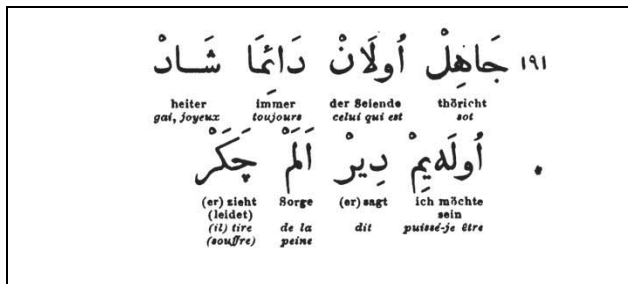 ١٩١ جَاهِلْ اُولَانْ دَائِمَا شَـادْ
heiter immer der Seiende thöricht
gai, joyeux toujours celui qui est sot
. اُولَهيِمْ دِيرْ اَلَمْ چَكَرْ
(er) zieht Sorge (er) sagt ich möchte
(leidet) sein
(il) tire de la dit puissé-je être
(souffre) peine